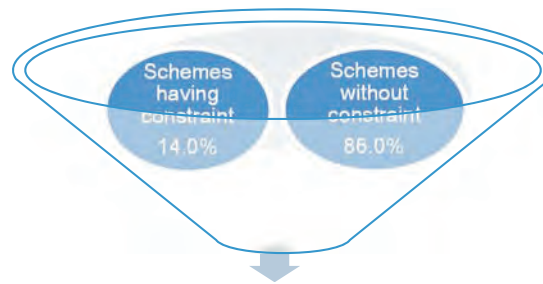 Schemes
having
constraint
14.0%
Schemes
without
constraint
86.0%